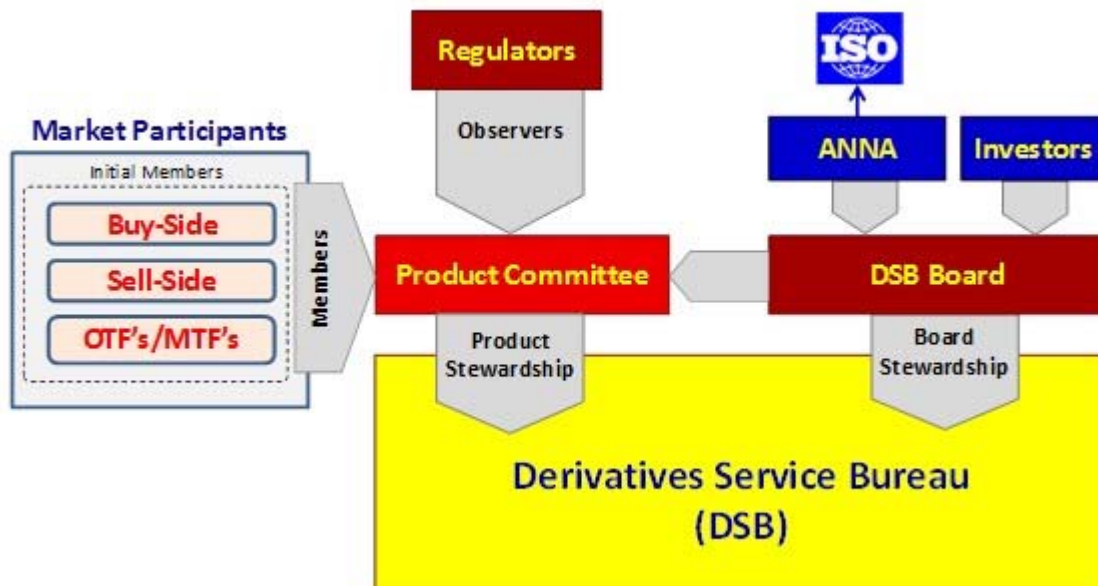 Regulators
ISO
Observers
ANNA
Investors
Market Participants
Initial Members
Buy-Side
Sell-Side
OTF's/MTF's
Members
Product Committee
DSB Board
Product
Stewardship
Board
Stewardship
Derivatives Service Bureau
(DSB)